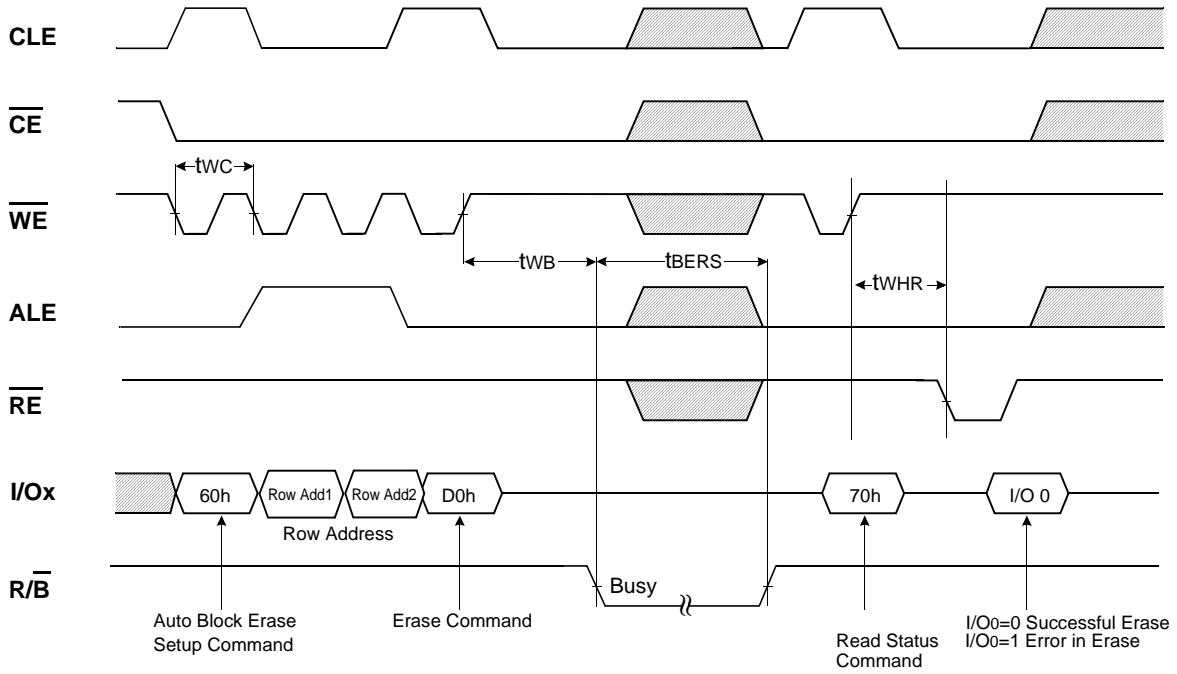 CLE
CE
tWC
WE
tWB
tBERS
tWHR
ALE
RE
I/Ox
60h
Row Add1
Row Add2
D0h
70h
I/O 0
Row Address
R/B
Busy
Auto Block Erase
Setup Command
Erase Command
Read Status
Command
I/O0=0 Successful Erase
I/O0=1 Error in Erase